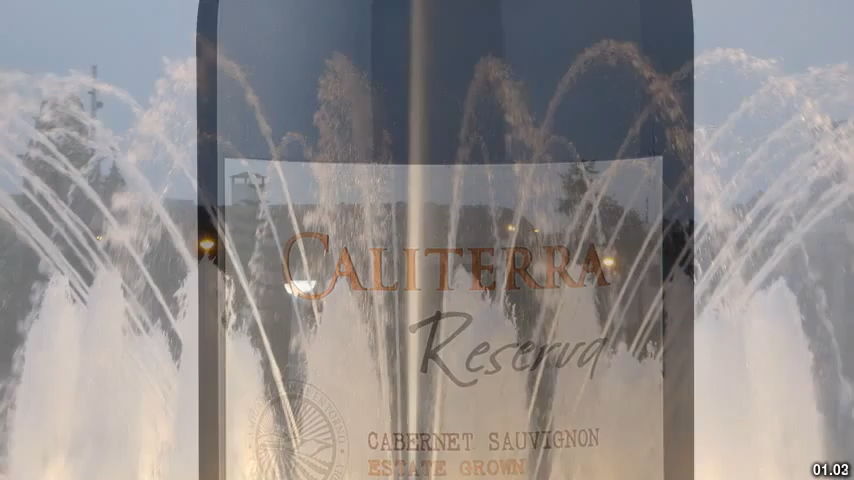 CALITERRA
Reserva
CABERNET SAUVIGNON
ESTATE GROWN
01.02